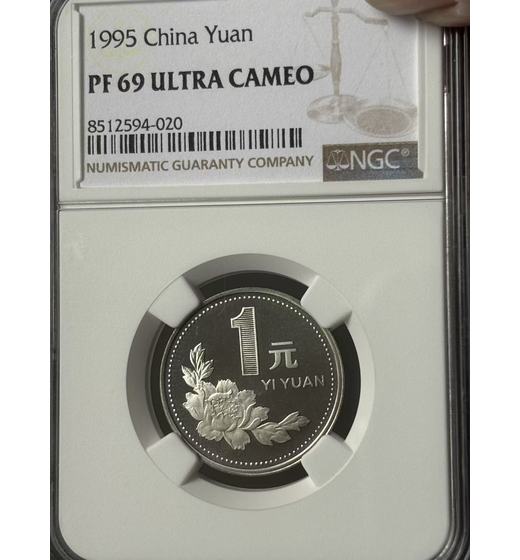 1995 China Yuan
PF 69 ULTRA CAMEO
8512594-020
NUMISMATIC GUARANTY COMPANY
NGC®
1 元
YI YUAN